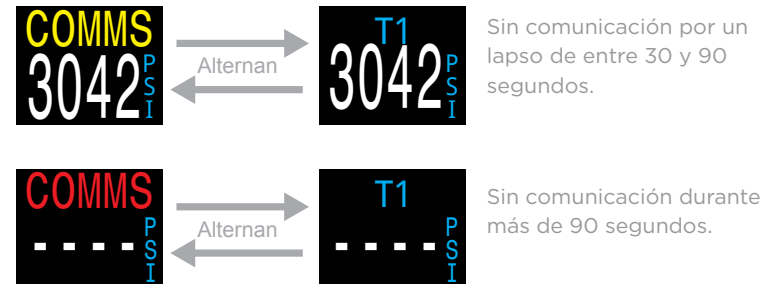 COMMS
3042 PSI
Alternan
T1
3042 PSI
Sin comunicación por un
lapso de entre 30 y 90
segundos.
COMMS
- - - - PSI
Alternan
T1
- - - - PSI
Sin comunicación durante
más de 90 segundos.